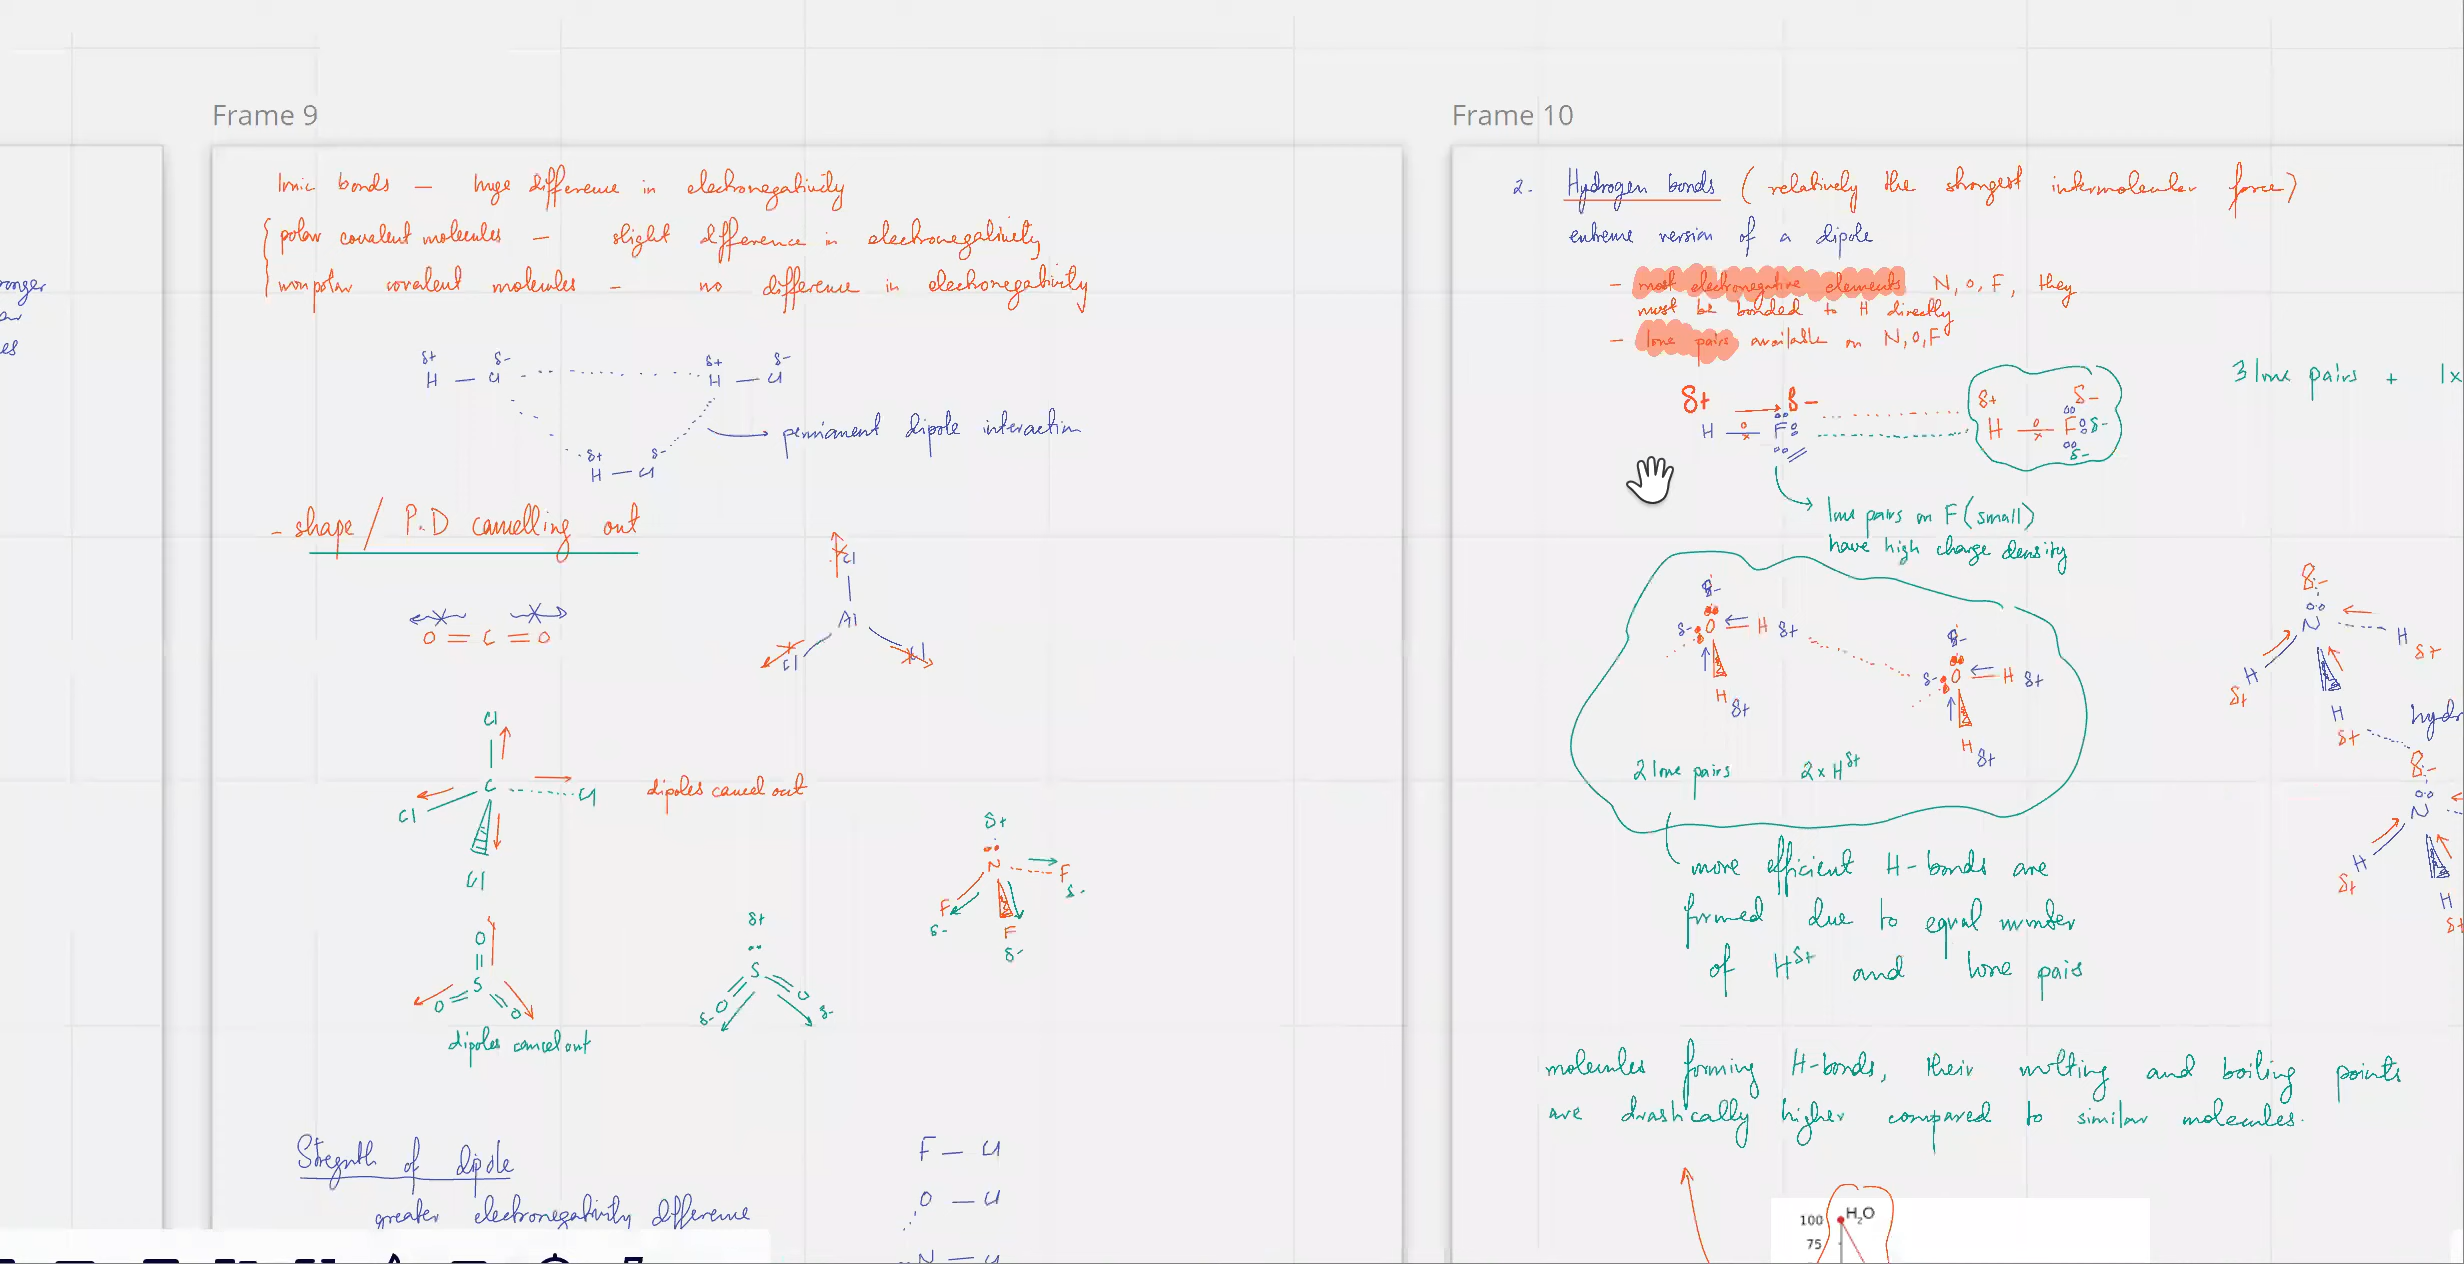 Frame 9
Ionic bonds — huge difference in electronegativity
polar covalent molecules — slight difference in electronegativity
nonpolar covalent molecules - no difference in electronegativity
δ+ δ- δ+ δ-
H — Cl H — Cl
permanent dipole interaction
δ+ δ-
H — Cl
- shape / P.D cancelling out
O = C = O
Cl
Al
Cl Cl
Cl
C
Cl Cl
Cl
dipoles cancel out
δ+
N
F F
δ- δ-
F
δ-
O
S
O O
dipoles cancel out
δ+
S
O O
δ- δ-
Stregnth of dipole
greater electronegativity difference
F — Cl
O — Cl
N — Cl
Frame 10
2. Hydrogen bonds ( relatively the strongest intermolecular force)
extreme version of a dipole
- most electronegative elements N, O, F, they
must be bonded to H directly
- lone pairs available on N,O,F
δ+ δ- δ+ δ-
H F H F δ-
δ-
3 lone pairs + 1x
lone pairs on F (small)
have high charge density
δ-
δ- O H δ+
H δ+
δ-
δ- O H δ+
H δ+
2 lone pairs 2 x H δ+
more efficient H-bonds are
formed due to equal number
of H δ+ and lone pairs
δ-
N
H H
δ+ δ+
H
δ+
δ-
N
H
δ+
H
molecules forming H-bonds, their melting and boiling points
are drastically higher compared to similar molecules.
100 H₂O
75